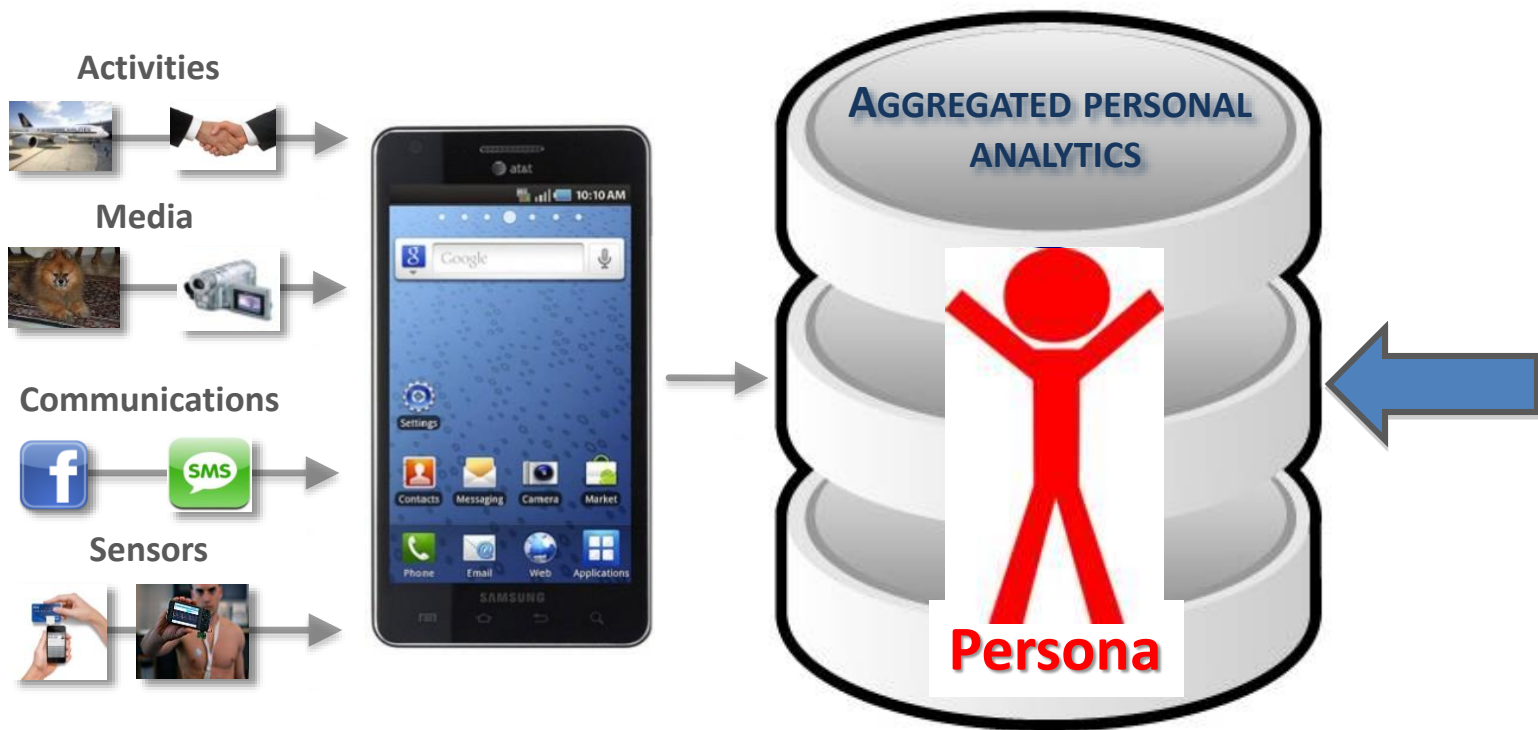 Activities
Media
Communications
f
SMS
Sensors
at&t
10:10 AM
8 Google
Settings
Contacts Messaging Camera Market
Phone Email Web Applications
SAMSUNG
AGGREGATED PERSONAL
ANALYTICS
Persona